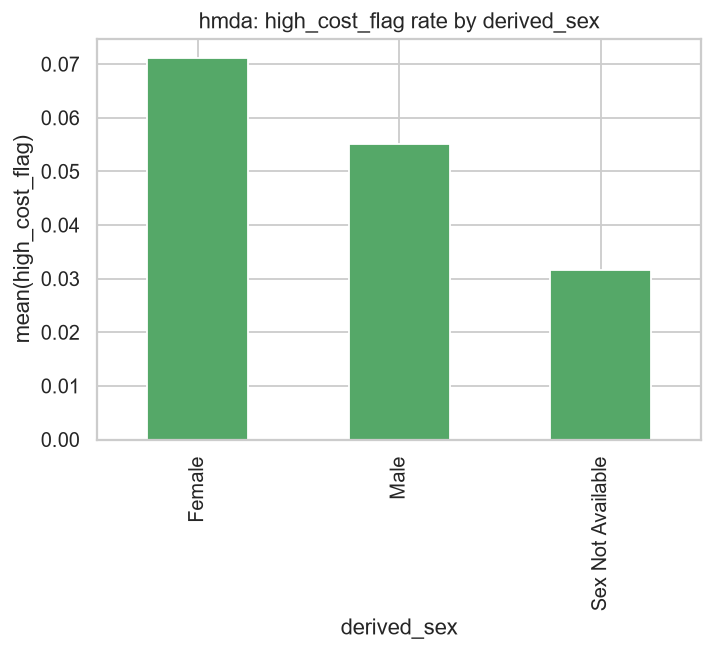 hmda: high_cost_flag rate by derived_sex
mean(high_cost_flag)
0.07
0.06
0.05
0.04
0.03
0.02
0.01
0.00
Female
Male
Sex Not Available
derived_sex